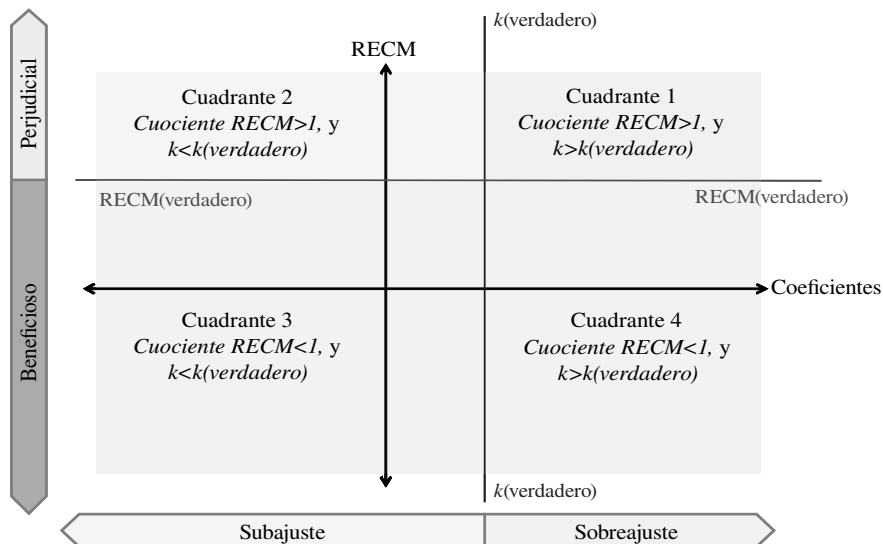 k(verdadero)
RECM
Perjudicial
Cuadrante 2
Cuociente RECM>1, y
k<k(verdadero)
Cuadrante 1
Cuociente RECM>1, y
k>k(verdadero)
RECM(verdadero)
RECM(verdadero)
Coeficientes
Beneficioso
Cuadrante 3
Cuociente RECM<1, y
k<k(verdadero)
Cuadrante 4
Cuociente RECM<1, y
k>k(verdadero)
k(verdadero)
Subajuste
Sobreajuste